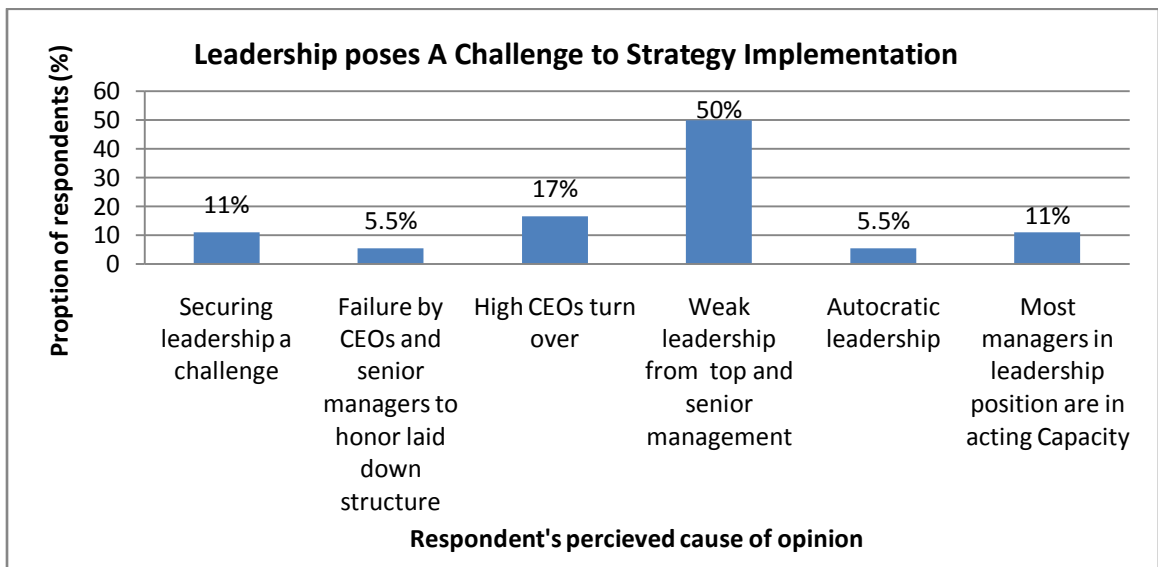 Leadership poses A Challenge to Strategy Implementation
Proption of respondents (%)
60
50
40
30
20
10
0
11%
5.5%
17%
50%
5.5%
11%
Securing
leadership a
challenge
Failure by
CEOs and
senior
managers to
honor laid
down
structure
High CEOs turn
over
Weak
leadership
from top and
senior
management
Autocratic
leadership
Most
managers in
leadership
position are in
acting Capacity
Respondent's percieved cause of opinion